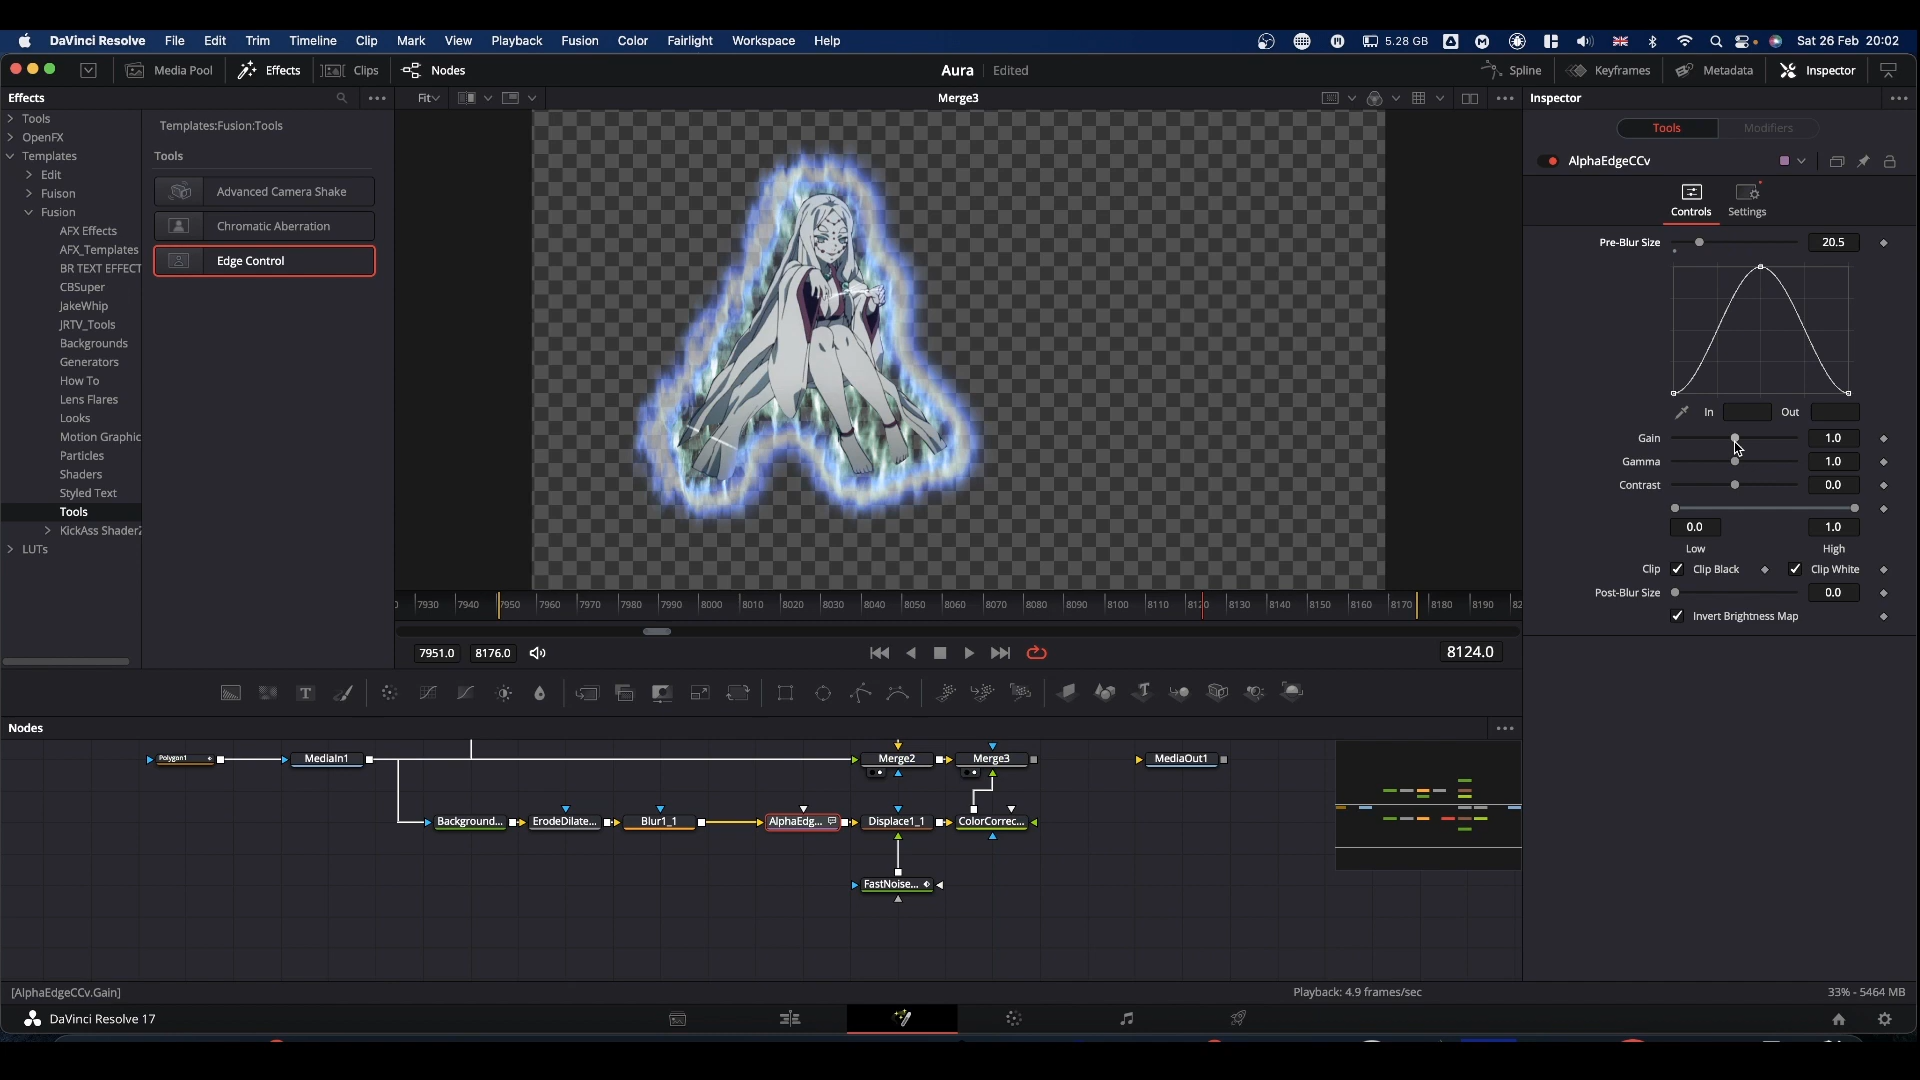 DaVinci Resolve File Edit Trim Timeline Clip Mark View Playback Fusion Color Fairlight Workspace Help 5.28 GB Sat 26 Feb 20:02
Media Pool Effects Clips Nodes Aura Edited Spline Keyframes Metadata Inspector
Effects Fit Merge3 Inspector
Tools
OpenFX
Templates
Edit
Fuison
Fusion
AFX Effects
AFX_Templates
BR TEXT EFFECT
CBSuper
JakeWhip
JRTV_Tools
Backgrounds
Generators
How To
Lens Flares
Looks
Motion Graphic
Particles
Shaders
Styled Text
Tools
KickAss ShaderZ
LUTs
Templates:Fusion:Tools
Tools
Advanced Camera Shake
Chromatic Aberration
Edge Control
Tools Modifiers
AlphaEdgeCCv
Controls Settings
Pre-Blur Size 20.5
In Out
Gain 1.0
Gamma 1.0
Contrast 0.0
0.0 1.0
Low High
Clip Clip Black Clip White
Post-Blur Size 0.0
Invert Brightness Map
7930 7940 7950 7960 7970 7980 7990 8000 8010 8020 8030 8040 8050 8060 8070 8080 8090 8100 8110 8120 8130 8140 8150 8160 8170 8180 8190 82
7951.0 8176.0 8124.0
Nodes
Polygon1 MediaIn1 Merge2 Merge3 MediaOut1
Background... ErodeDilate... Blur1_1 AlphaEdg... Displace1_1 ColorCorrec...
FastNoise...
[AlphaEdgeCCv.Gain] Playback: 4.9 frames/sec 33% - 5464 MB
DaVinci Resolve 17